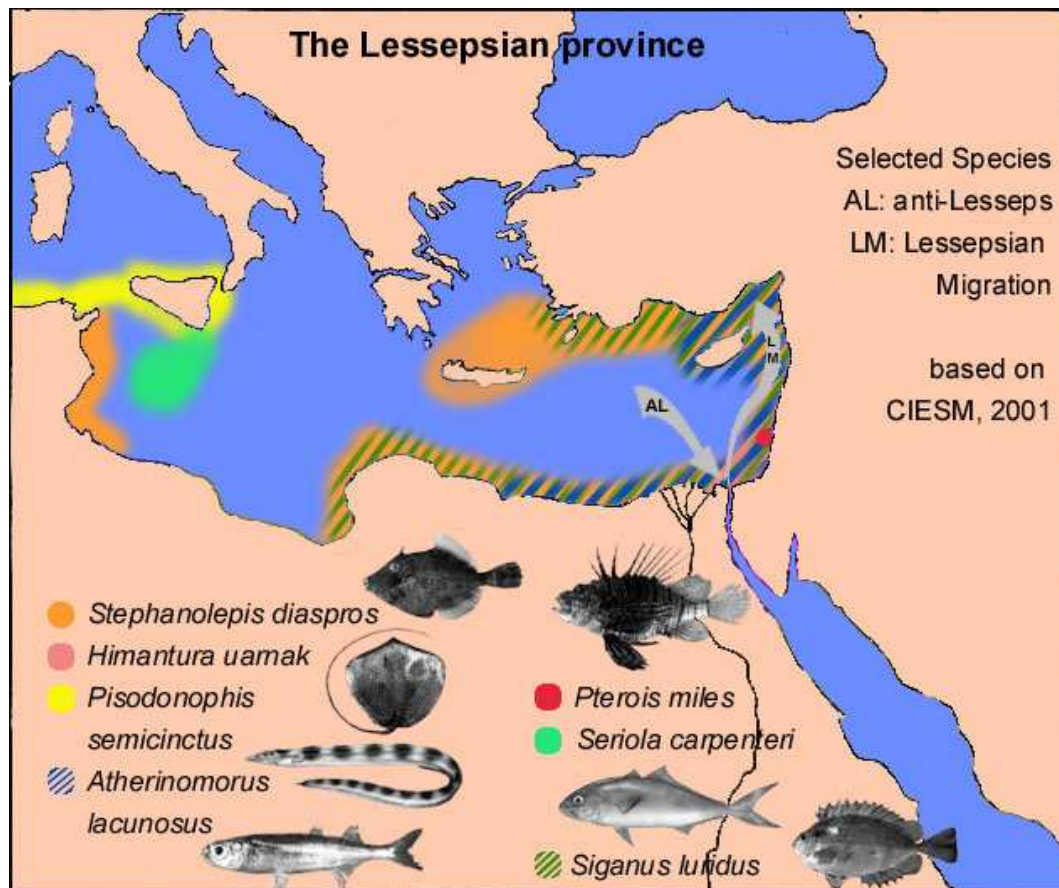 The Lessepsian province
Selected Species
AL: anti-Lesseps
LM: Lessepsian
Migration
based on
CIESM, 2001
L
M
AL
Stephanolepis diaspros
Himantura uarnak
Pisodonophis
semicinctus
Atherinomorus
lacunosus
Pterois miles
Seriola carpenteri
Siganus luridus